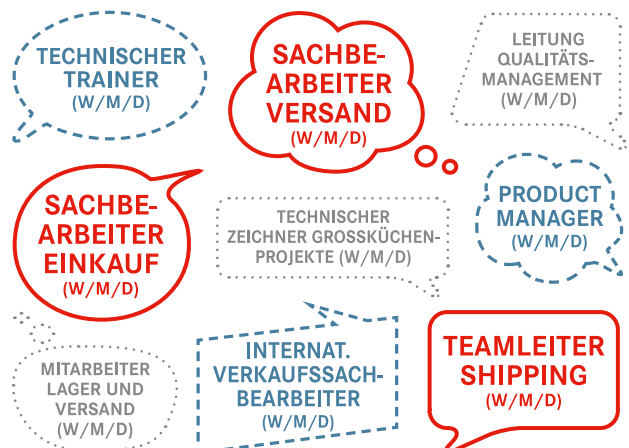 TECHNISCHER
TRAINER
(W/M/D)
SACHBE-
ARBEITER
VERSAND
(W/M/D)
LEITUNG
QUALITÄTS-
MANAGEMENT
(W/M/D)
SACHBE-
ARBEITER
EINKAUF
(W/M/D)
TECHNISCHER
ZEICHNER GROSSKÜCHEN-
PROJEKTE (W/M/D)
PRODUCT
MANAGER
(W/M/D)
MITARBEITER
LAGER UND
VERSAND
(W/M/D)
INTERNAT.
VERKAUFSSACH-
BEARBEITER
(W/M/D)
TEAMLEITER
SHIPPING
(W/M/D)